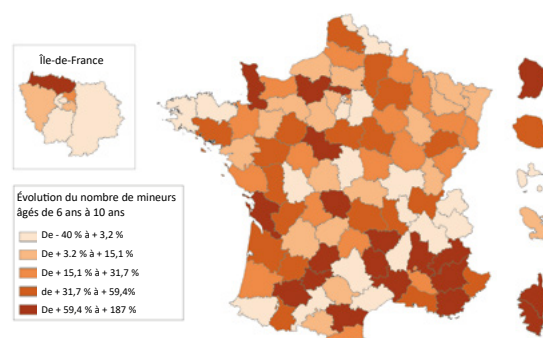 Île-de-France
Évolution du nombre de mineurs
âgés de 6 ans à 10 ans
De - 40 % à + 3,2 %
De + 3.2 % à + 15,1 %
De + 15,1 % à + 31,7 %
de + 31,7 % à + 59,4%
De + 59,4 % à + 187 %